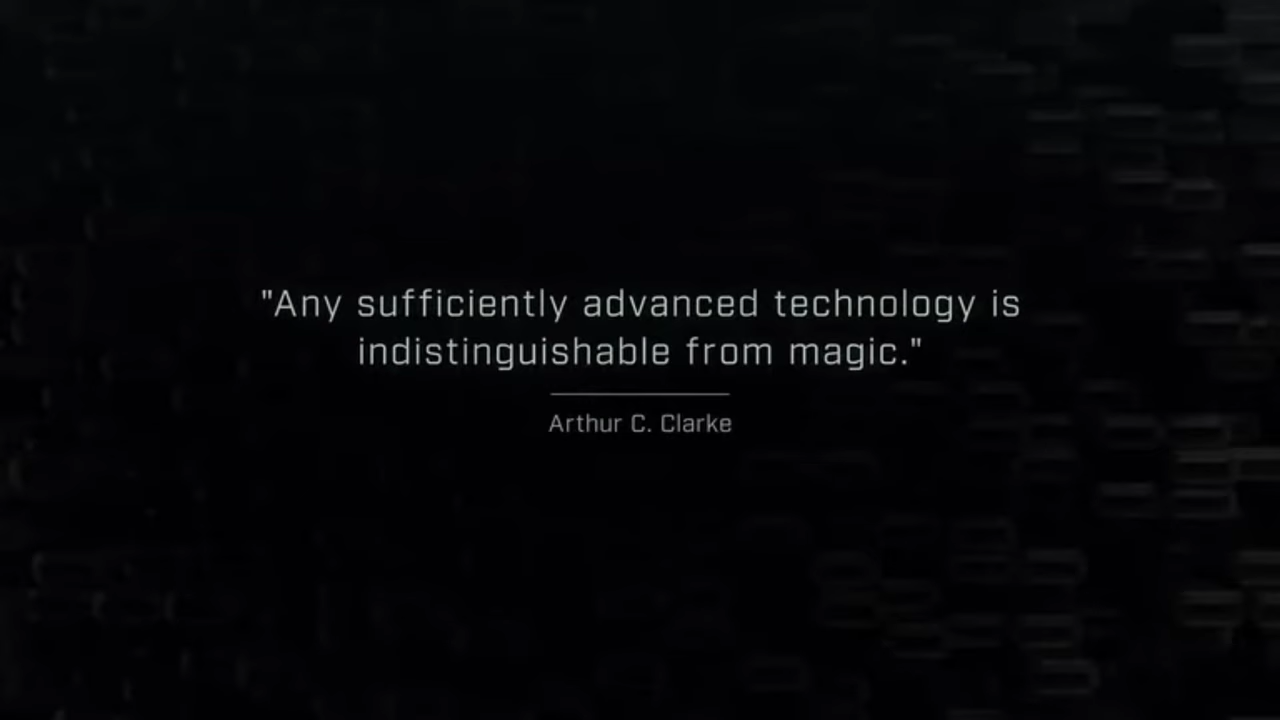 "Any sufficiently advanced technology is
indistinguishable from magic."
Arthur C. Clarke